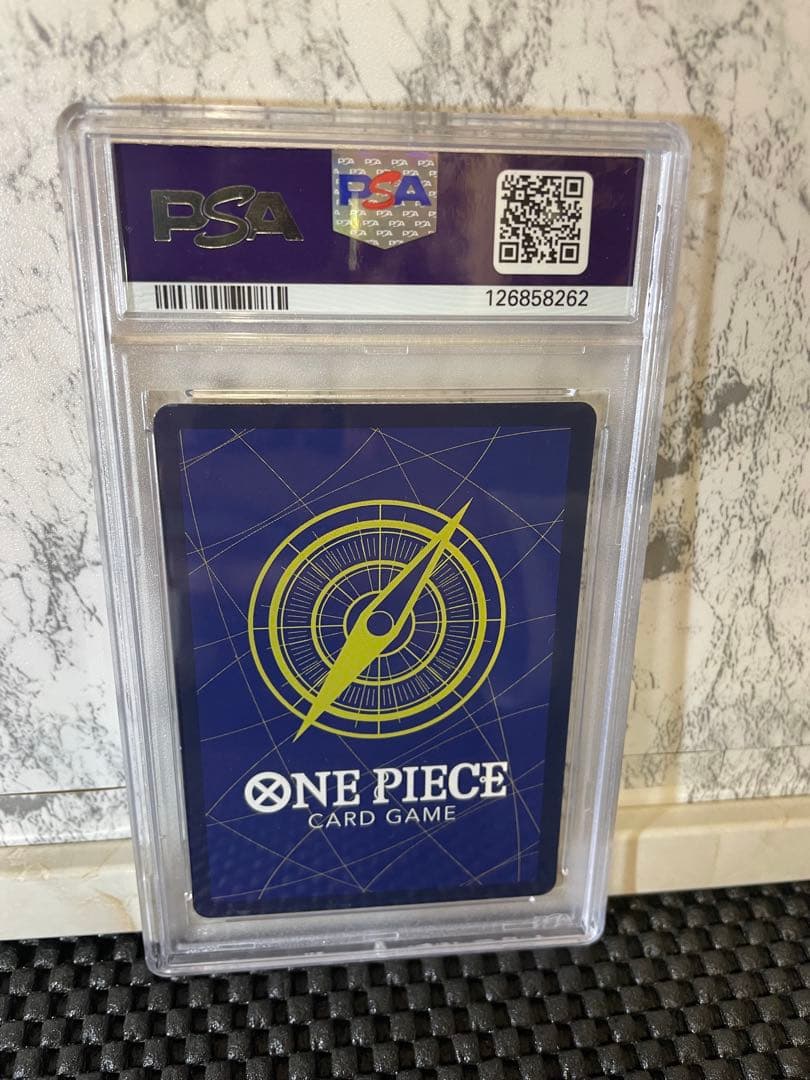 PSA
PSA
126858262
ONE PIECE
CARD GAME